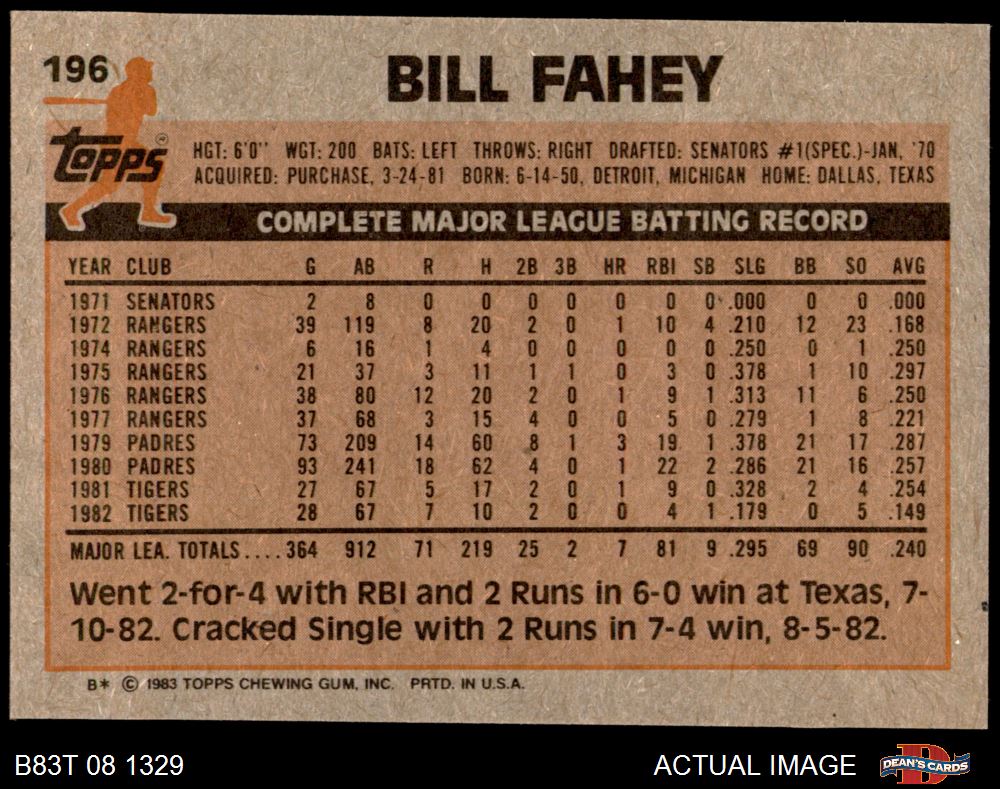 196
BILL FAHEY
topps ®
HGT: 6'0" WGT: 200 BATS: LEFT THROWS: RIGHT DRAFTED: SENATORS #1(SPEC.)-JAN, '70
ACQUIRED: PURCHASE, 3-24-81 BORN: 6-14-50, DETROIT, MICHIGAN HOME: DALLAS, TEXAS
COMPLETE MAJOR LEAGUE BATTING RECORD
YEAR CLUB G AB R H 2B 3B HR RBI SB SLG BB SO AVG
1971 SENATORS 2 8 0 0 0 0 0 0 0 .000 0 0 .000
1972 RANGERS 39 119 8 20 2 0 1 10 4 .210 12 23 .168
1974 RANGERS 6 16 1 4 0 0 0 0 0 .250 0 1 .250
1975 RANGERS 21 37 3 11 1 1 0 3 0 .378 1 10 .297
1976 RANGERS 38 80 12 20 2 0 1 9 1 .313 11 6 .250
1977 RANGERS 37 68 3 15 4 0 0 5 0 .279 1 8 .221
1979 PADRES 73 209 14 60 8 1 3 19 1 .378 21 17 .287
1980 PADRES 93 241 18 62 4 0 1 22 2 .286 21 16 .257
1981 TIGERS 27 67 5 17 2 0 1 9 0 .328 2 4 .254
1982 TIGERS 28 67 7 10 2 0 0 4 1 .179 0 5 .149
MAJOR LEA. TOTALS....364 912 71 219 25 2 7 81 9 .295 69 90 .240
Went 2-for-4 with RBI and 2 Runs in 6-0 win at Texas, 7-
10-82. Cracked Single with 2 Runs in 7-4 win, 8-5-82.
B* © 1983 TOPPS CHEWING GUM, INC. PRTD. IN U.S.A.
B83T 08 1329
ACTUAL IMAGE
DEAN'S CARDS